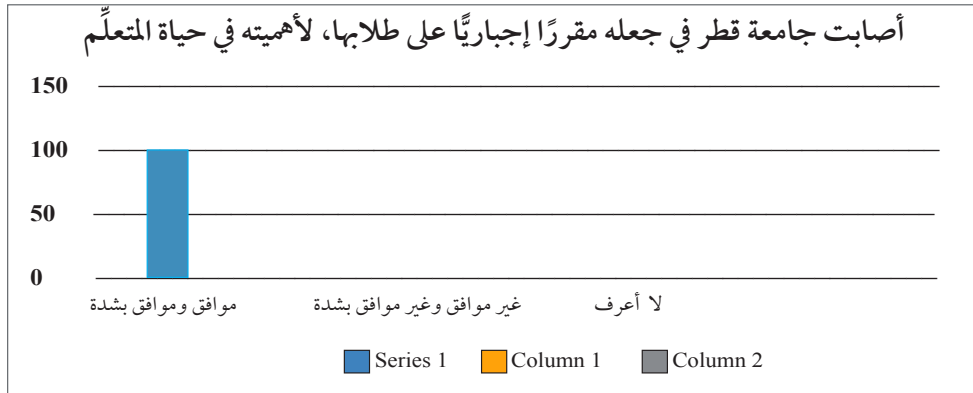 أصابت جامعة قطر في جعله مقررًا إجباريًّا على طلابها، لأهميته في حياة المتعلِّم
150
100
50
0
موافق وموافق بشدة
غير موافق وغير موافق بشدة
لا أعرف
Series 1
Column 1
Column 2